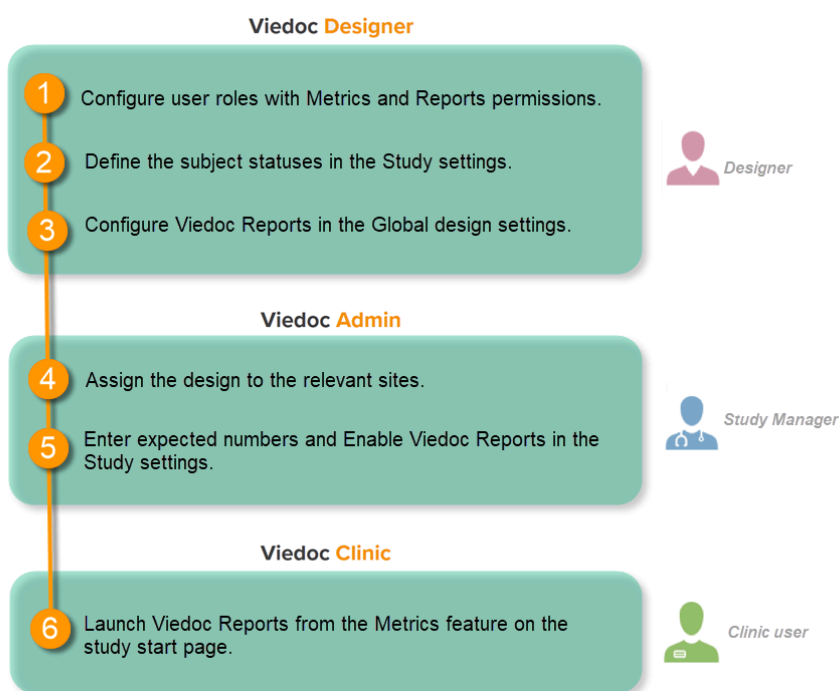 Viedoc Designer
1 Configure user roles with Metrics and Reports permissions.
2 Define the subject statuses in the Study settings.
3 Configure Viedoc Reports in the Global design settings.
Designer
Viedoc Admin
4 Assign the design to the relevant sites.
5 Enter expected numbers and Enable Viedoc Reports in the
Study settings.
Study Manager
Viedoc Clinic
6 Launch Viedoc Reports from the Metrics feature on the
study start page.
Clinic user